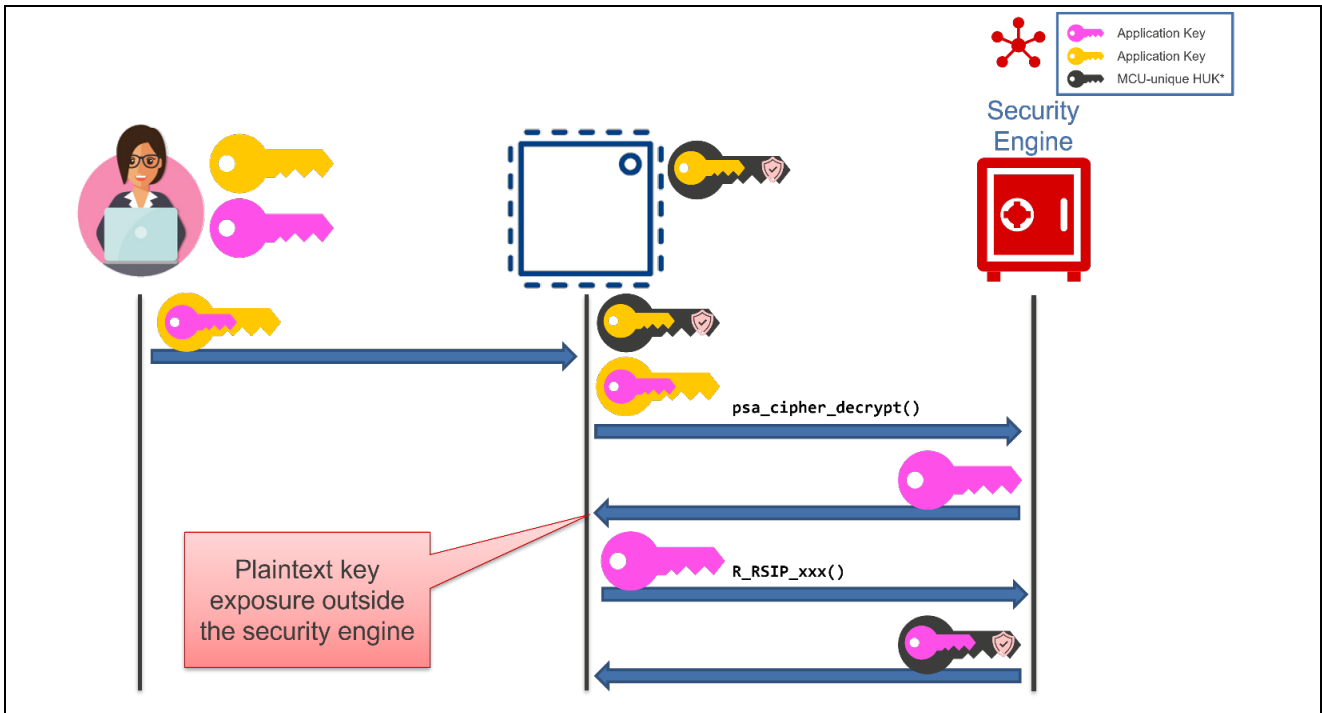 Application Key
Application Key
MCU-unique HUK*
Security
Engine
psa_cipher_decrypt()
Plaintext key
exposure outside
the security engine
R_RSIP_xxx()